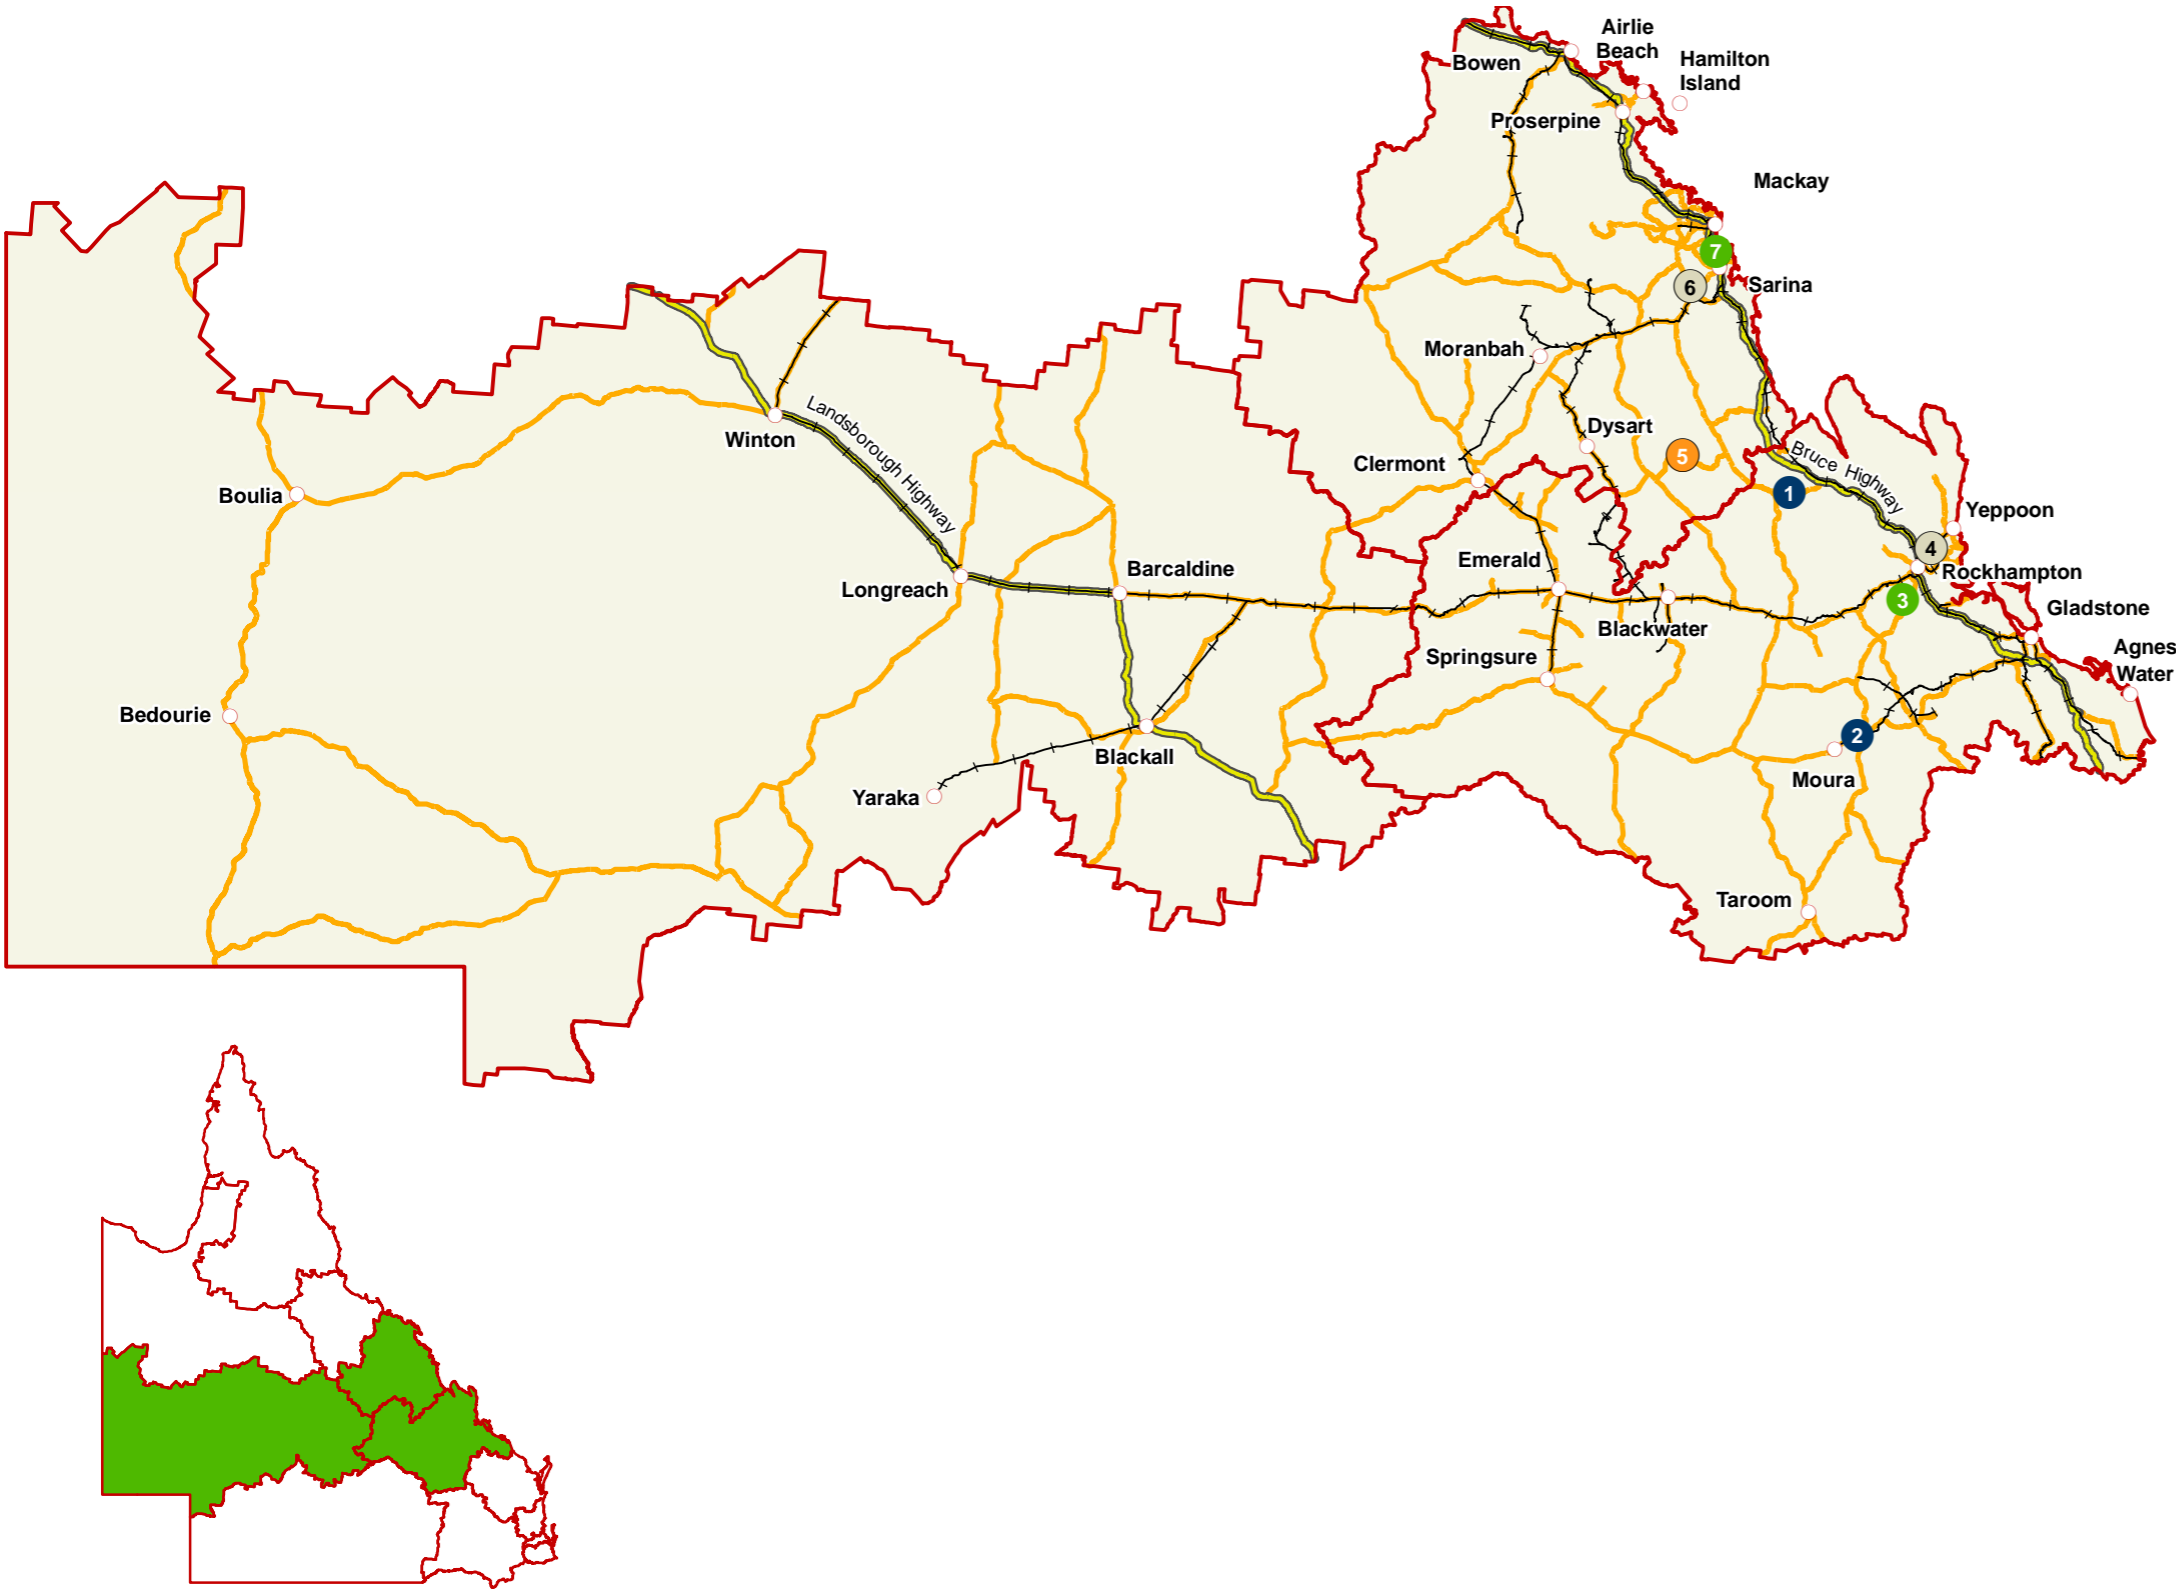 Airlie
Beach
Hamilton
Island
Bowen
Proserpine
Mackay
7
6
Sarina
Moranbah
Landsborough Highway
Winton
Dysart
Clermont
5
Bruce Highway
1
Boulia
Yeppoon
4
Emerald
Barcaldine
Rockhampton
Longreach
3
Gladstone
Blackwater
Springsure
Agnes
Water
Bedourie
2
Blackall
Moura
Yaraka
Taroom